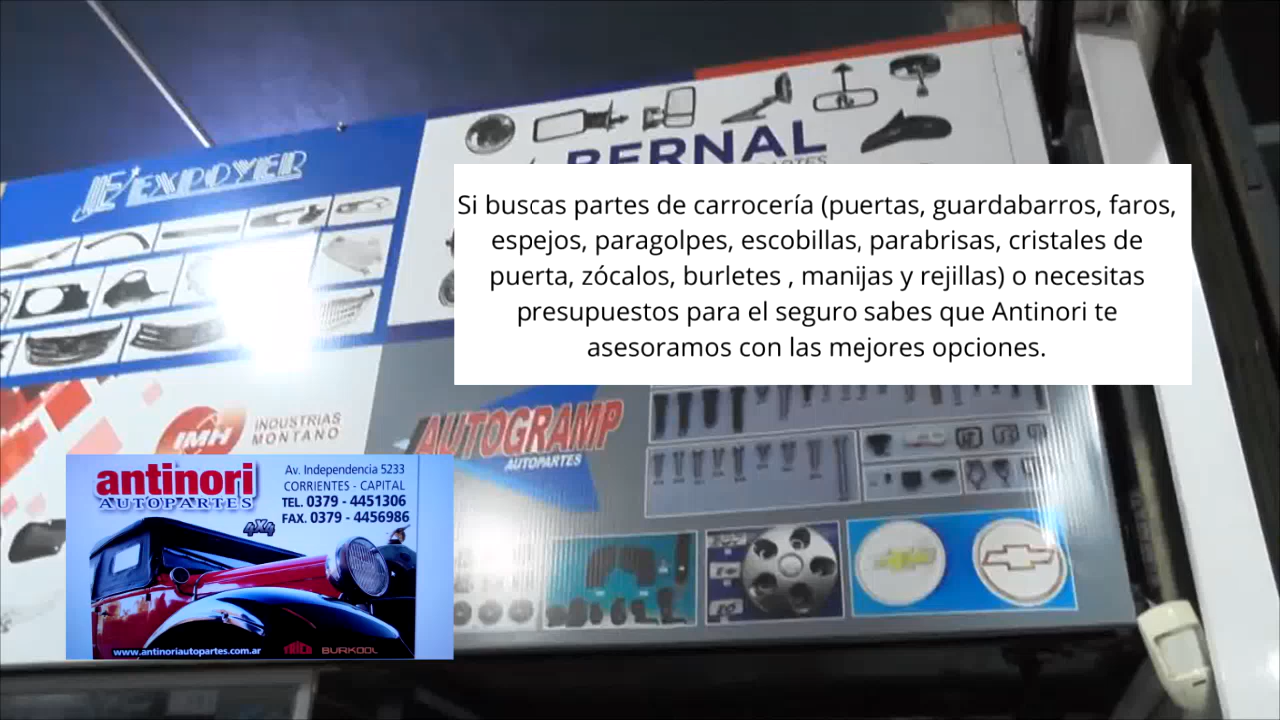 EXPOYER
BERNAL
Si buscas partes de carrocería (puertas, guardabarros, faros,
espejos, paragolpes, escobillas, parabrisas, cristales de
puerta, zócalos, burletes , manijas y rejillas) o necesitas
presupuestos para el seguro sabes que Antinori te
asesoramos con las mejores opciones.
IMH INDUSTRIAS
MONTANO
AUTOGRAMP
AUTOPARTES
antinori
AUTOPARTES
4X4
Av. Independencia 5233
CORRIENTES - CAPITAL
TEL. 0379 - 4451306
FAX. 0379 - 4456986
www.antinoriautopartes.com.ar
BURKOOL